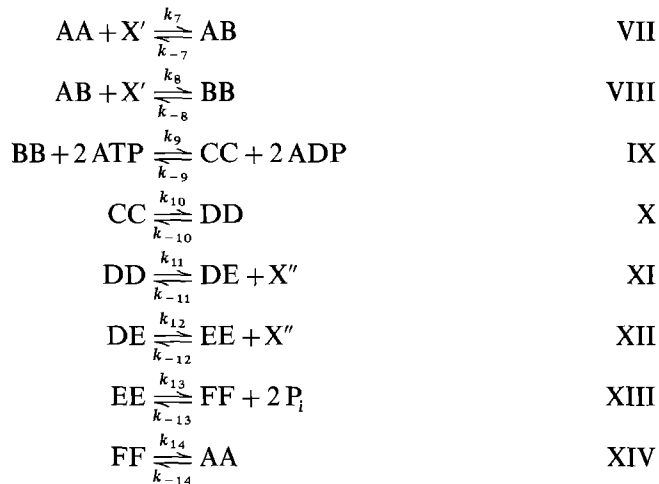 k₇
AA + X′ ⇌ AB VII
k₋₇
k₈
AB + X′ ⇌ BB VIII
k₋₈
k₉
BB + 2 ATP ⇌ CC + 2 ADP IX
k₋₉
k₁₀
CC ⇌ DD X
k₋₁₀
k₁₁
DD ⇌ DE + X″ XI
k₋₁₁
k₁₂
DE ⇌ EE + X″ XII
k₋₁₂
k₁₃
EE ⇌ FF + 2 Pᵢ XIII
k₋₁₃
k₁₄
FF ⇌ AA XIV
k₋₁₄